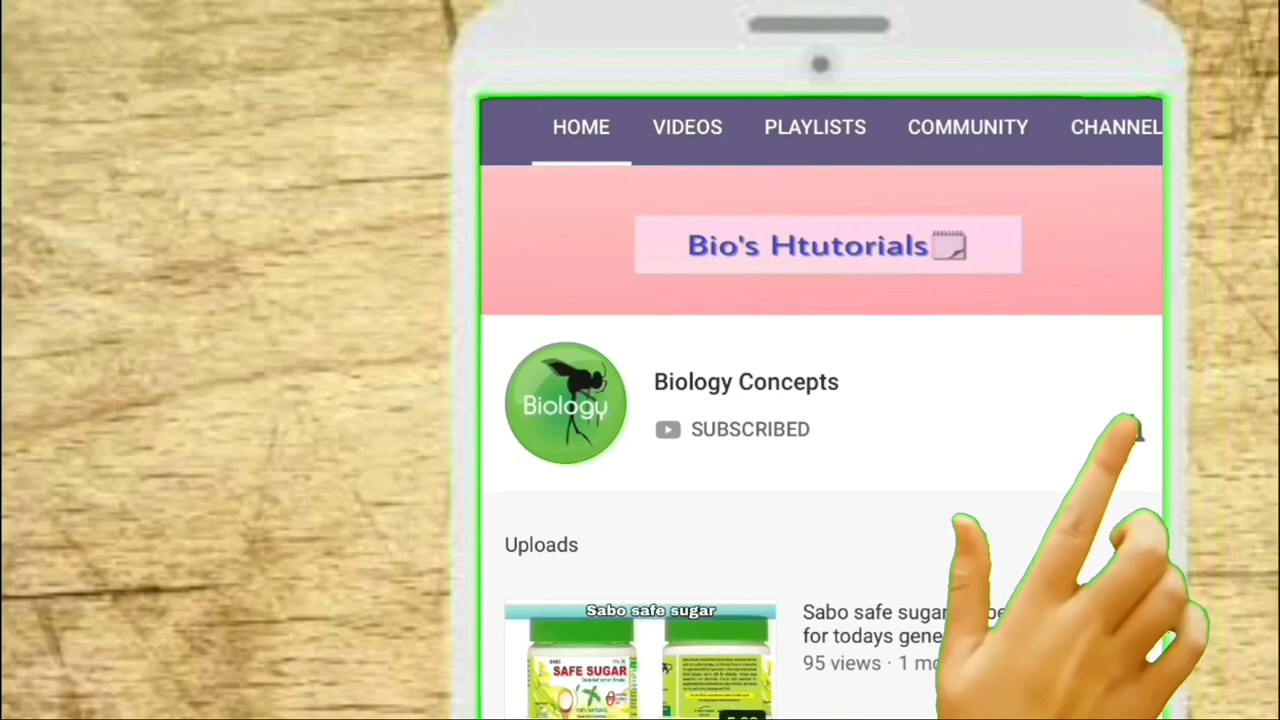 HOME VIDEOS PLAYLISTS COMMUNITY CHANNEL
Bio's Htutorials
Biology
Biology Concepts
SUBSCRIBED
Uploads
Sabo safe sugar
SAFE SUGAR
Sabo safe sugar
for todays gene
95 views · 1 mo